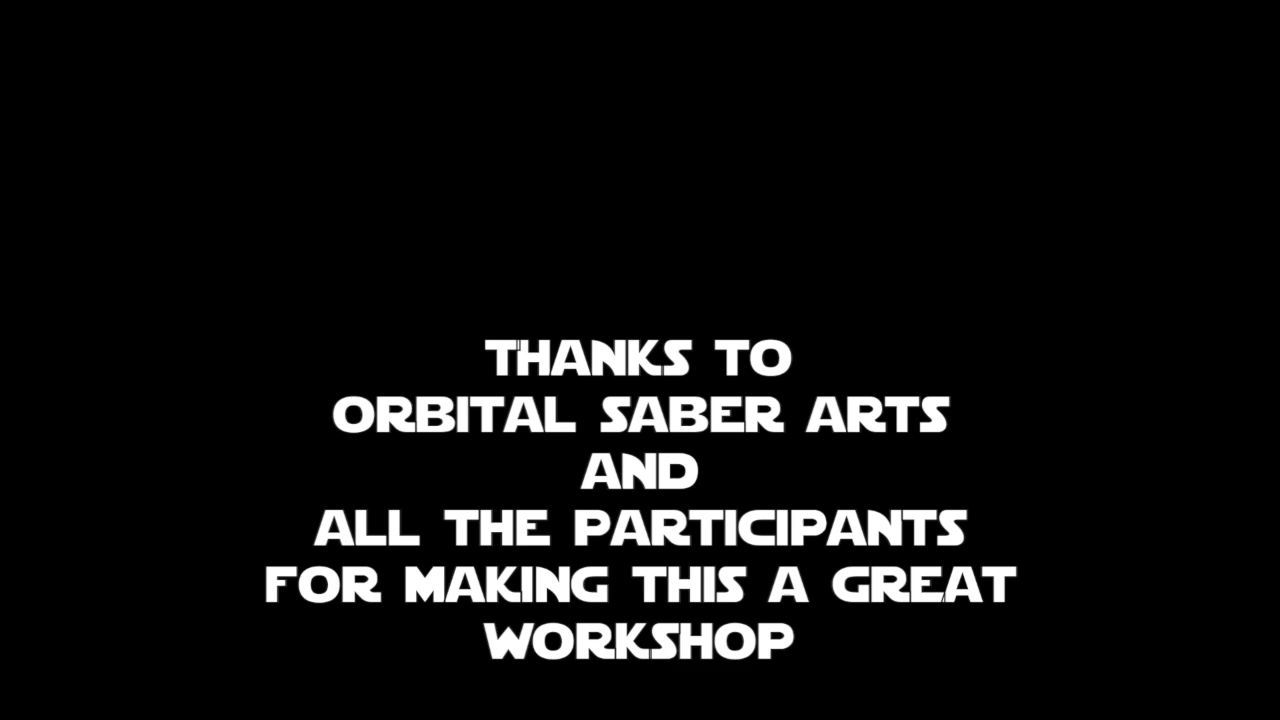 THANKS TO
ORBITAL SABER ARTS
AND
ALL THE PARTICIPANTS
FOR MAKING THIS A GREAT
WORKSHOP